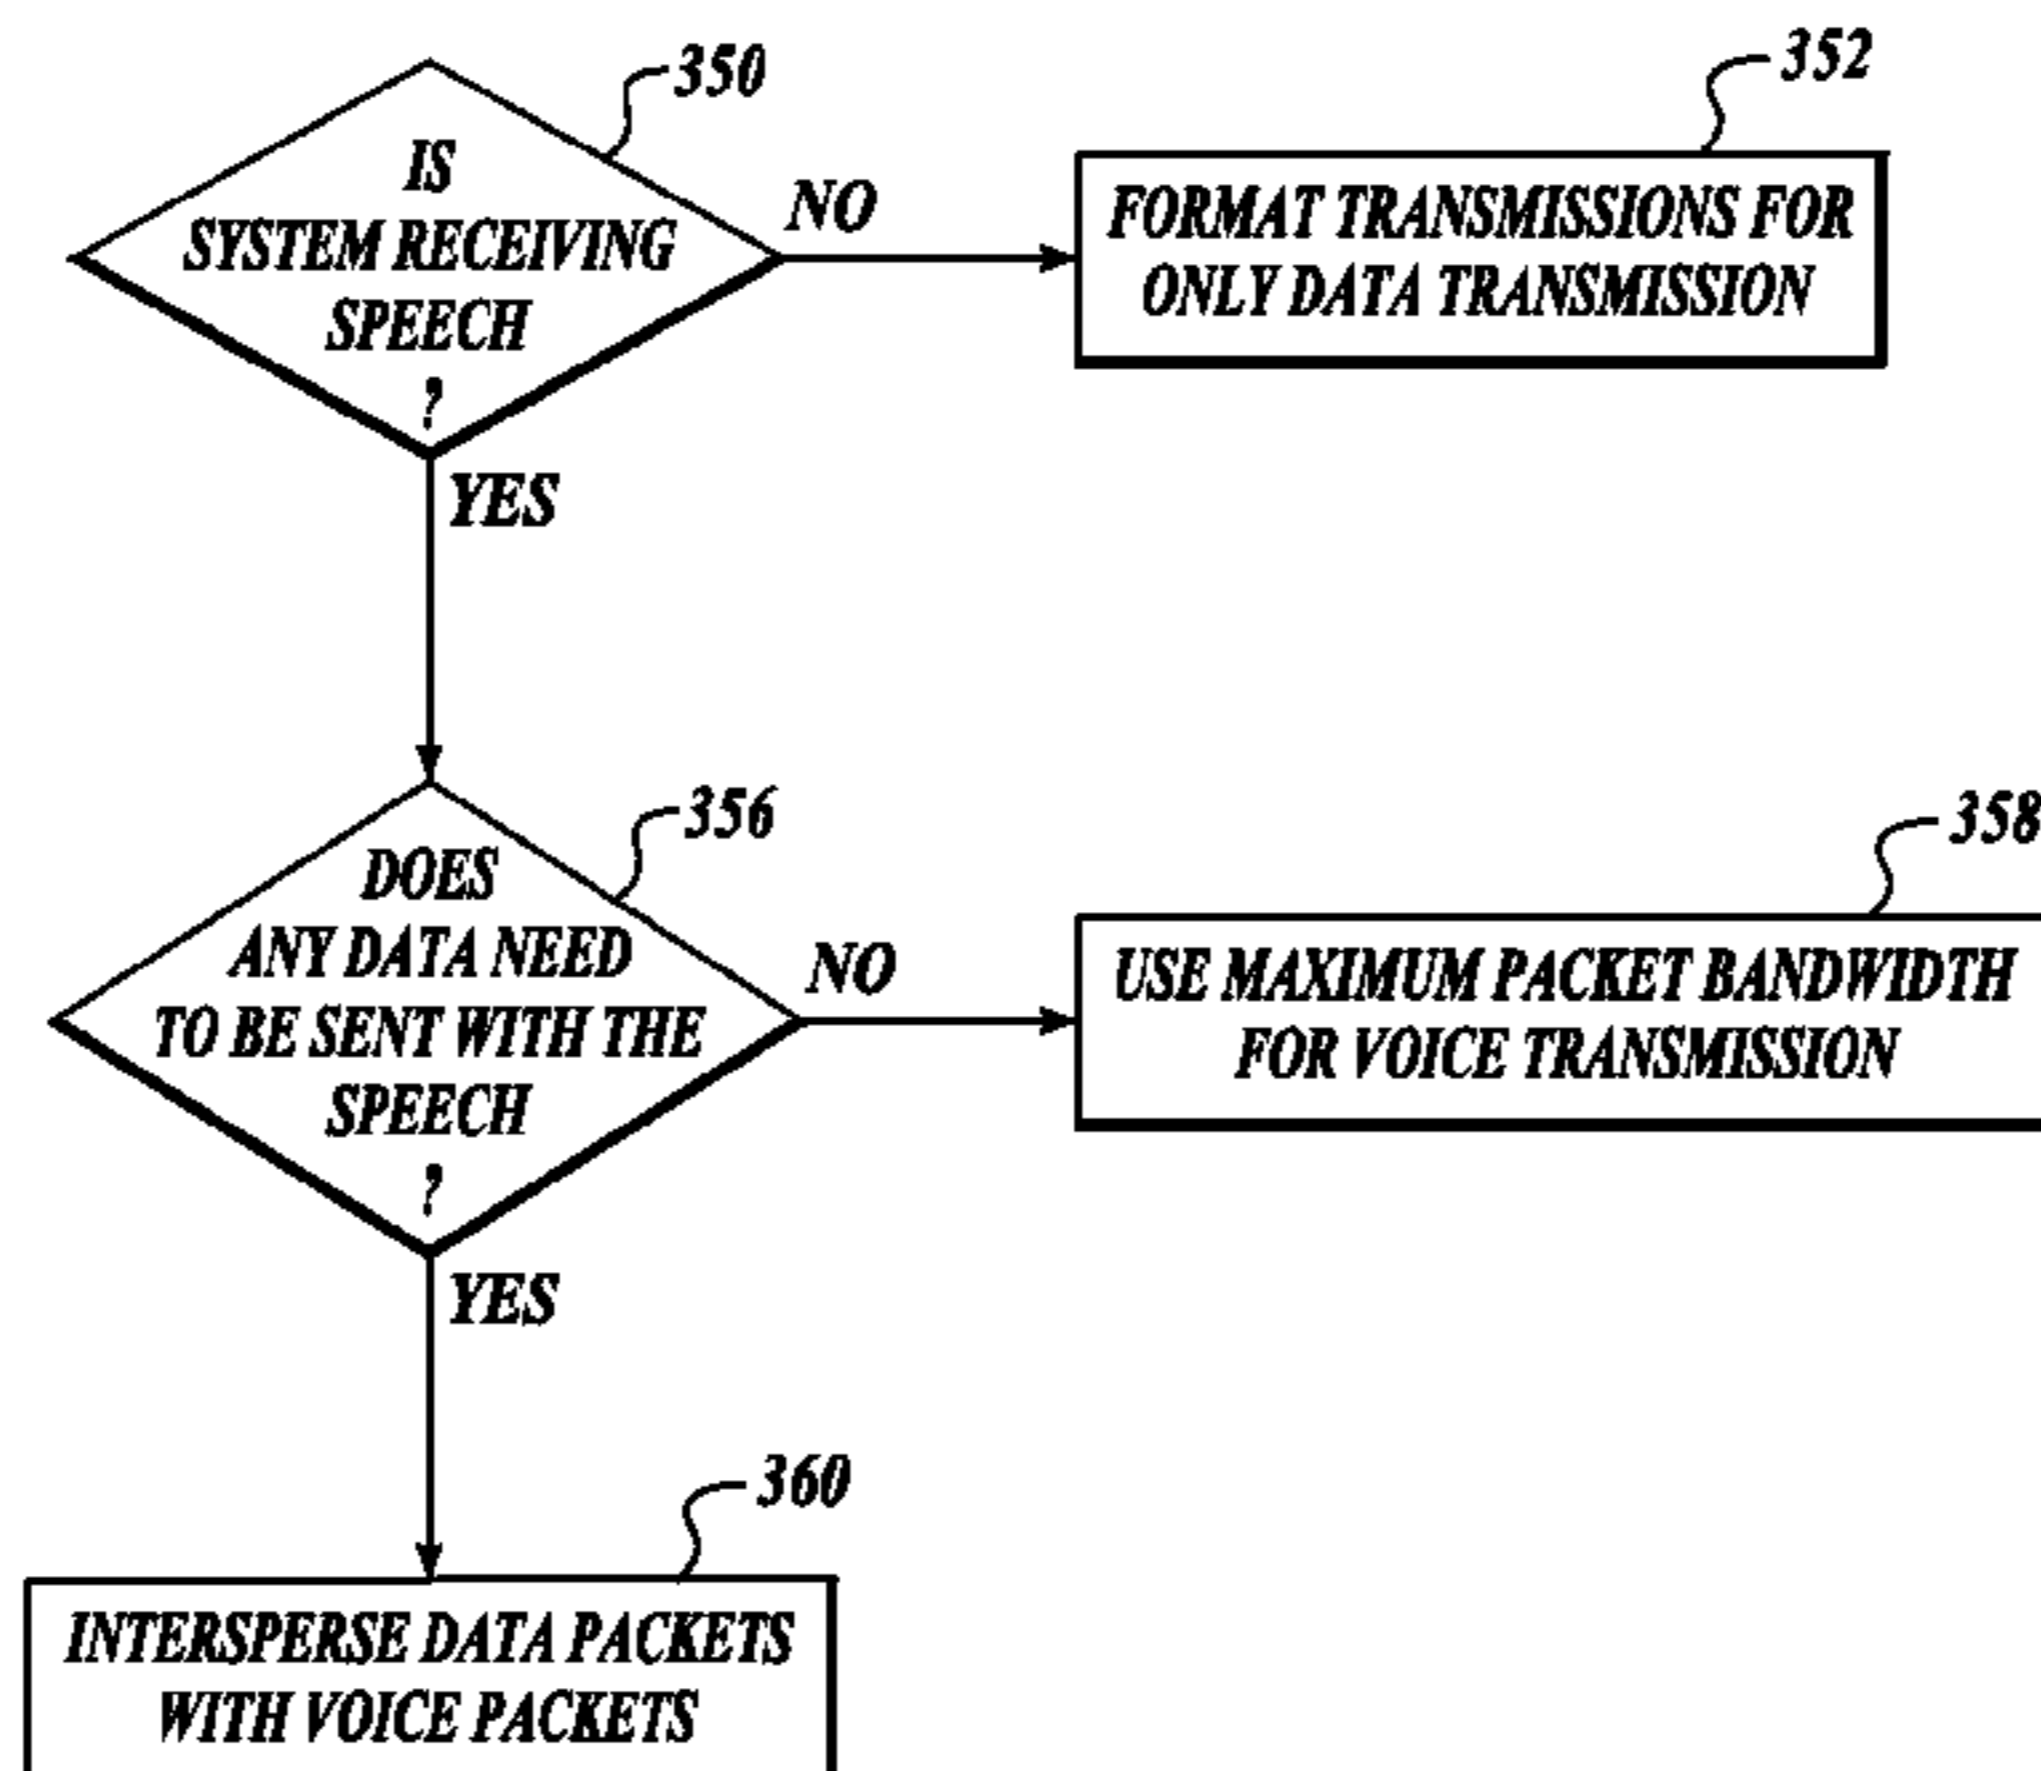 350
IS
SYSTEM RECEIVING
SPEECH
?
NO
352
FORMAT TRANSMISSIONS FOR
ONLY DATA TRANSMISSION
YES
356
DOES
ANY DATA NEED
TO BE SENT WITH THE
SPEECH
?
NO
358
USE MAXIMUM PACKET BANDWIDTH
FOR VOICE TRANSMISSION
YES
360
INTERSPERSE DATA PACKETS
WITH VOICE PACKETS